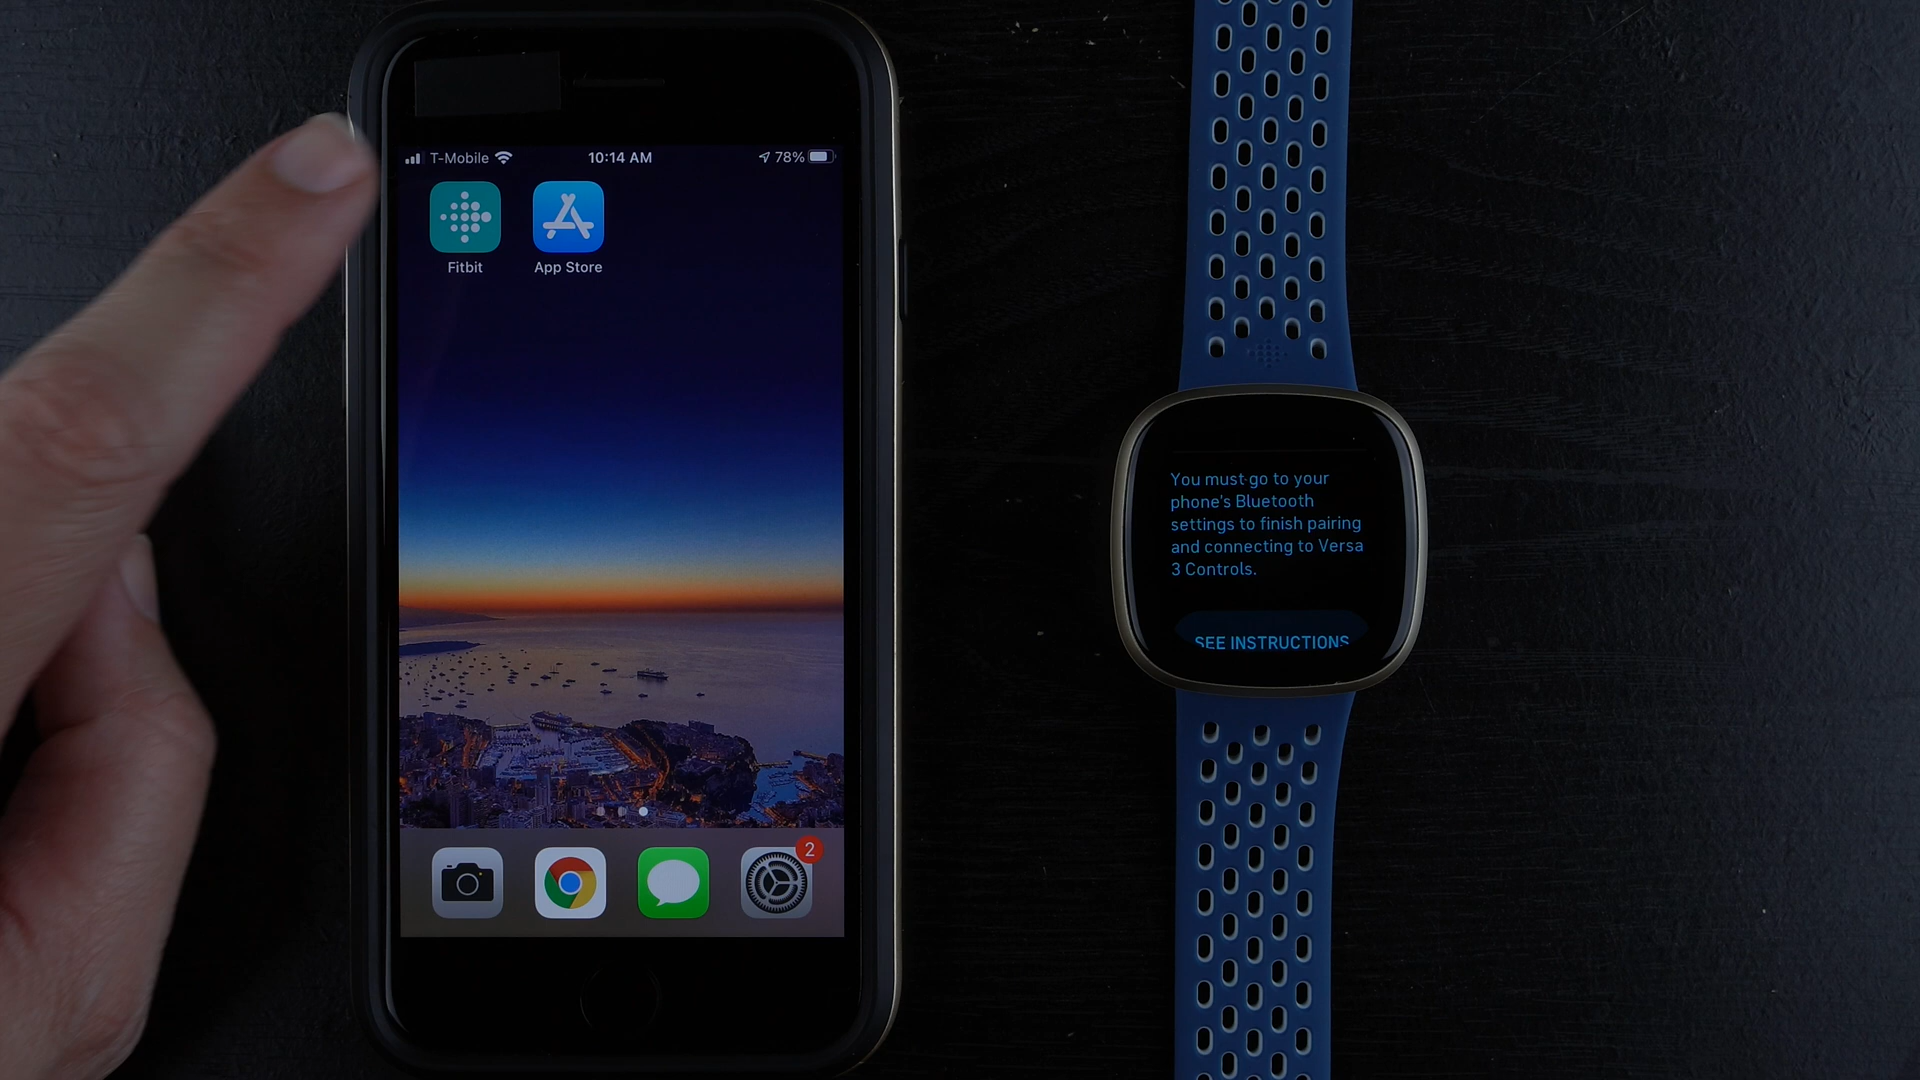 T-Mobile 10:14 AM 78%
Fitbit App Store
2
You must go to your
phone's Bluetooth
settings to finish pairing
and connecting to Versa
3 Controls.
SEE INSTRUCTIONS